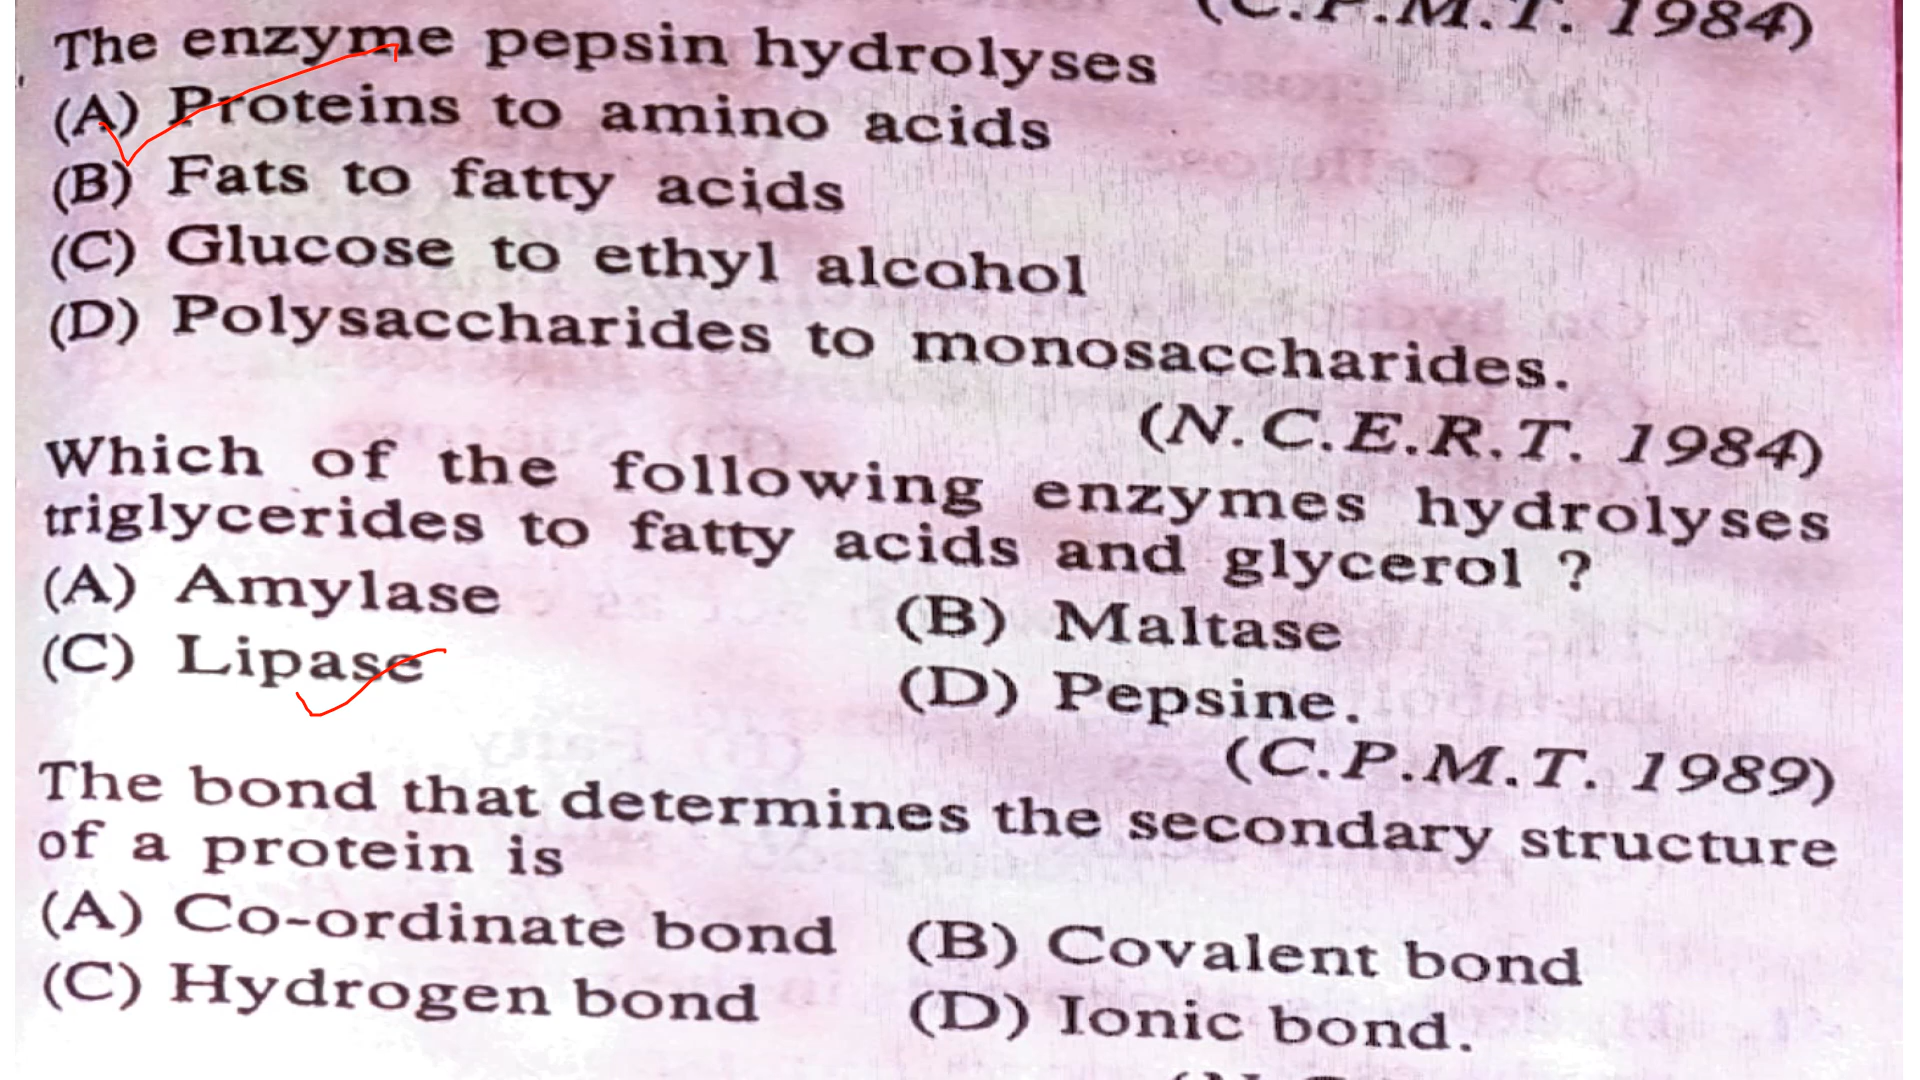 (C.P.M.T. 1984)
The enzyme pepsin hydrolyses
(A) Proteins to amino acids
(B) Fats to fatty acids
(C) Glucose to ethyl alcohol
(D) Polysaccharides to monosaccharides.
(N.C.E.R.T. 1984)
Which of the following enzymes hydrolyses
triglycerides to fatty acids and glycerol ?
(A) Amylase (B) Maltase
(C) Lipase (D) Pepsine.
(C.P.M.T. 1989)
The bond that determines the secondary structure
of a protein is
(A) Co-ordinate bond (B) Covalent bond
(C) Hydrogen bond (D) Ionic bond.